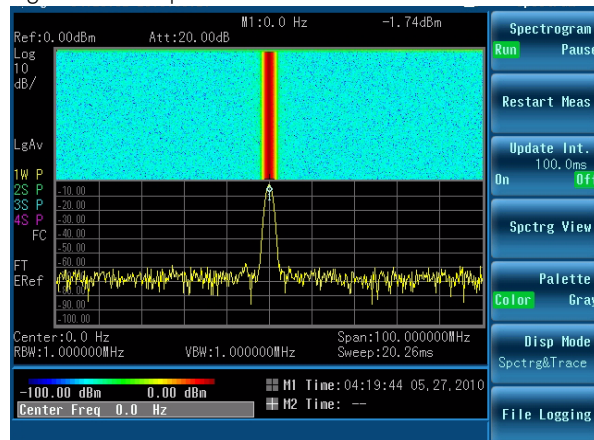 M1:0.0 Hz -1.74dBm
Ref:0.00dBm Att:20.00dB
Log
10
dB/
LgAv
1W P
2S P
3S P
4S P
FC
FT
ERef
-10.00
-20.00
-30.00
-40.00
-50.00
-60.00
-90.00
-100.00
Center:0.0 Hz Span:100.000000MHz
RBW:1.000000MHz VBW:1.000000MHz Sweep:20.26ms
-100.00 dBm 0.00 dBm
Center Freq 0.0 Hz
M1 Time:04:19:44 05,27,2010
M2 Time: --
Spectrogram
Run Pause
Restart Meas
Update Int.
100.0ms
On Off
Spctrg View
Palette
Color Gray
Disp Mode
Spctrg&Trace
File Logging